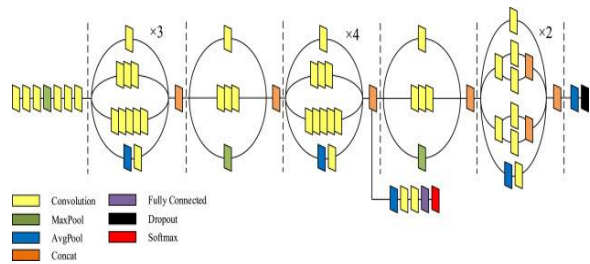 ×3
×4
×2
Convolution
Fully Connected
MaxPool
Dropout
AvgPool
Softmax
Concat